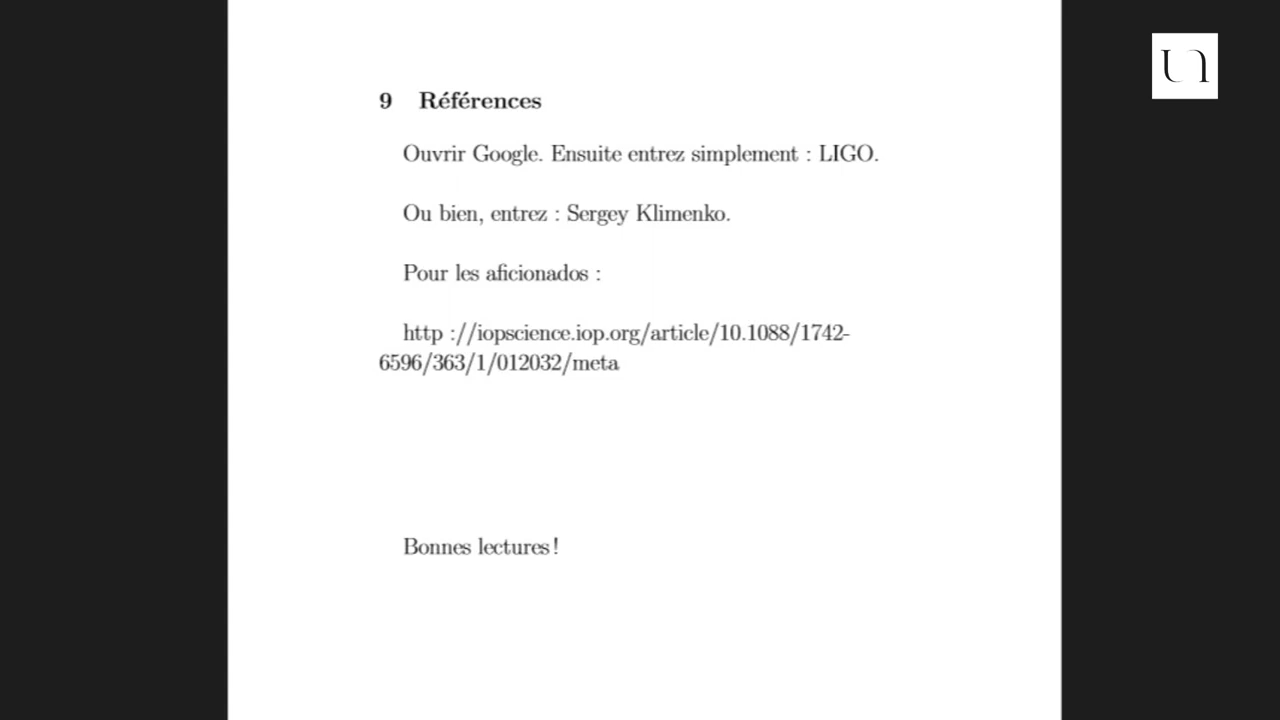 9 Références
Ouvrir Google. Ensuite entrez simplement : LIGO.
Ou bien, entrez : Sergey Klimenko.
Pour les aficionados :
http ://iopscience.iop.org/article/10.1088/1742-
6596/363/1/012032/meta
Bonnes lectures !